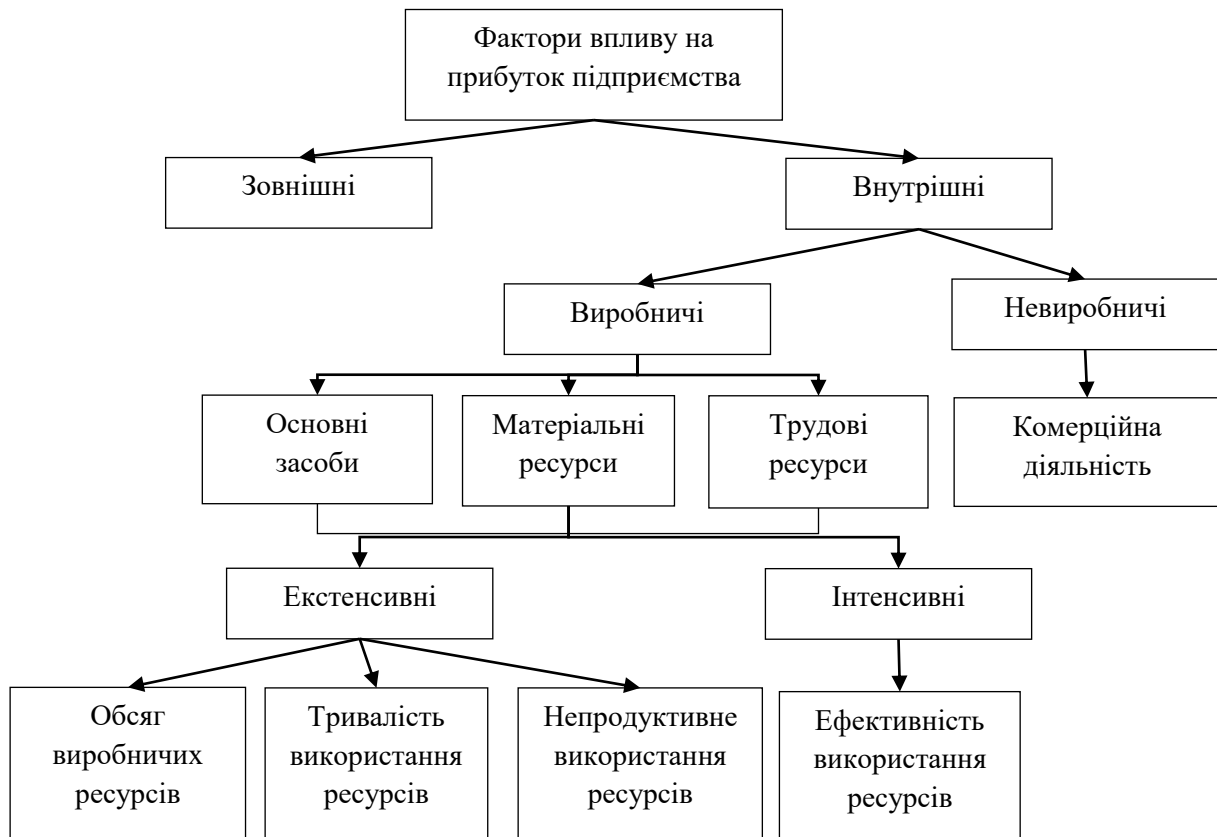 Фактори впливу на
прибуток підприємства
Зовнішні
Внутрішні
Виробничі
Невиробничі
Основні
засоби
Матеріальні
ресурси
Трудові
ресурси
Комерційна
діяльність
Екстенсивні
Інтенсивні
Обсяг
виробничих
ресурсів
Тривалість
використання
ресурсів
Непродуктивне
використання
ресурсів
Ефективність
використання
ресурсів